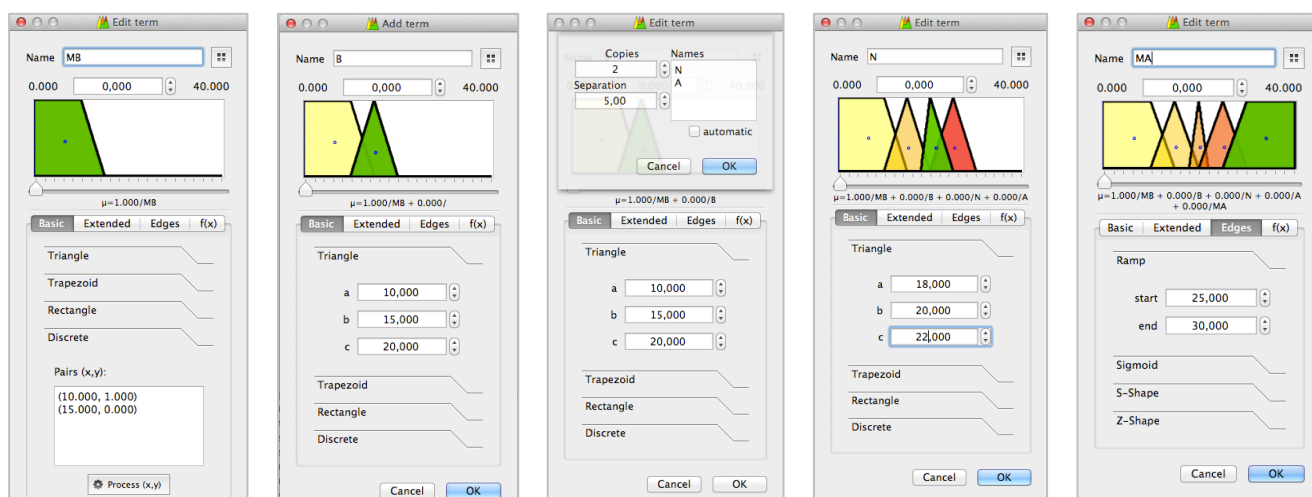 Edit term
Name MB
0.000 0,000 40.000
μ=1.000/MB
Basic Extended Edges f(x)
Triangle
Trapezoid
Rectangle
Discrete
Pairs (x,y):
(10.000, 1.000)
(15.000, 0.000)
Process (x,y)
Add term
Name B
0.000 0,000 40.000
μ=1.000/MB + 0.000/
Basic Extended Edges f(x)
Triangle
a 10,000
b 15,000
c 20,000
Trapezoid
Rectangle
Discrete
Cancel OK
Edit term
Copies Names
2 N
Separation A
5,00
automatic
Cancel OK
μ=1.000/MB + 0.000/B
Basic Extended Edges f(x)
Triangle
a 10,000
b 15,000
c 20,000
Trapezoid
Rectangle
Discrete
Cancel OK
Edit term
Name N
0.000 0,000 40.000
μ=1.000/MB + 0.000/B + 0.000/N + 0.000/A
Basic Extended Edges f(x)
Triangle
a 18,000
b 20,000
c 22,000
Trapezoid
Rectangle
Discrete
Cancel OK
Edit term
Name MA
0.000 0,000 40.000
μ=1.000/MB + 0.000/B + 0.000/N + 0.000/A
+ 0.000/MA
Basic Extended Edges f(x)
Ramp
start 25,000
end 30,000
Sigmoid
S-Shape
Z-Shape
Cancel OK